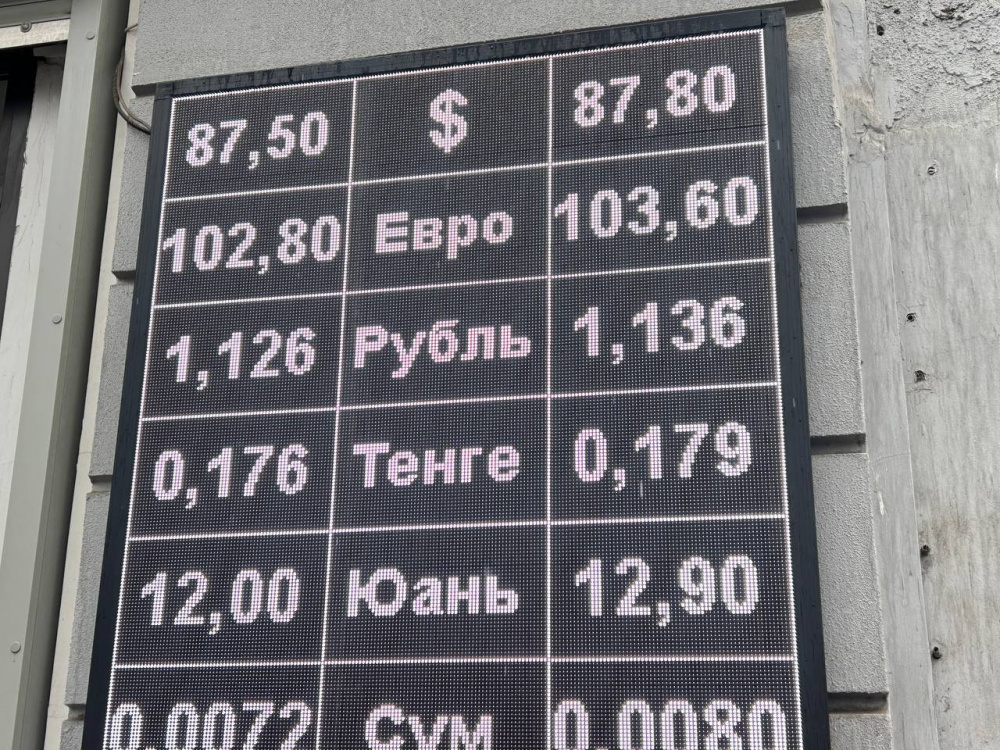 87,50 $ 87,80
102,80 Евро 103,60
1,126 Рубль 1,136
0,176 Тенге 0,179
12,00 Юань 12,90
0,0072 Сум 0,0080